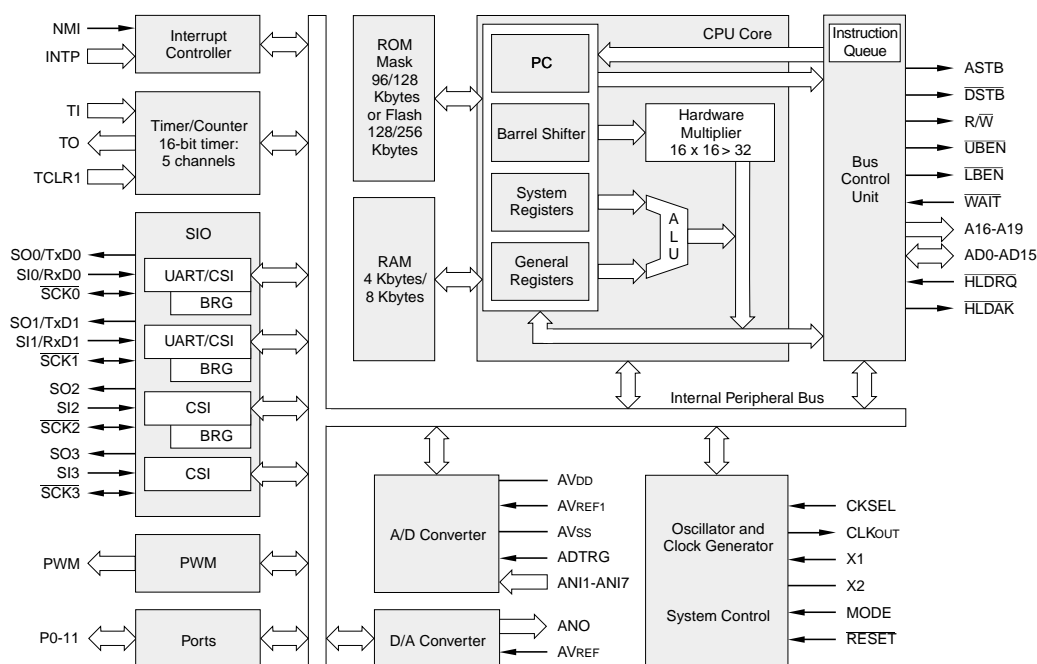 NMI
INTP
Interrupt
Controller
TI
TO
TCLR1
Timer/Counter
16-bit timer:
5 channels
SIO
SO0/TxD0
SI0/RxD0
SCK0
UART/CSI
BRG
SO1/TxD1
SI1/RxD1
SCK1
UART/CSI
BRG
SO2
SI2
SCK2
CSI
BRG
SO3
SI3
SCK3
CSI
PWM
PWM
P0-11
Ports
ROM
Mask
96/128
Kbytes
or Flash
128/256
Kbytes
RAM
4 Kbytes/
8 Kbytes
CPU Core
PC
Barrel Shifter
System
Registers
General
Registers
Hardware
Multiplier
16 x 16 > 32
A
L
U
Instruction
Queue
Bus
Control
Unit
ASTB
DSTB
R/W
UBEN
LBEN
WAIT
A16-A19
AD0-AD15
HLDRQ
HLDAK
Internal Peripheral Bus
A/D Converter
AVDD
AVREF1
AVSS
ADTRG
ANI1-ANI7
D/A Converter
ANO
AVREF
Oscillator and
Clock Generator
System Control
CKSEL
CLKOUT
X1
X2
MODE
RESET